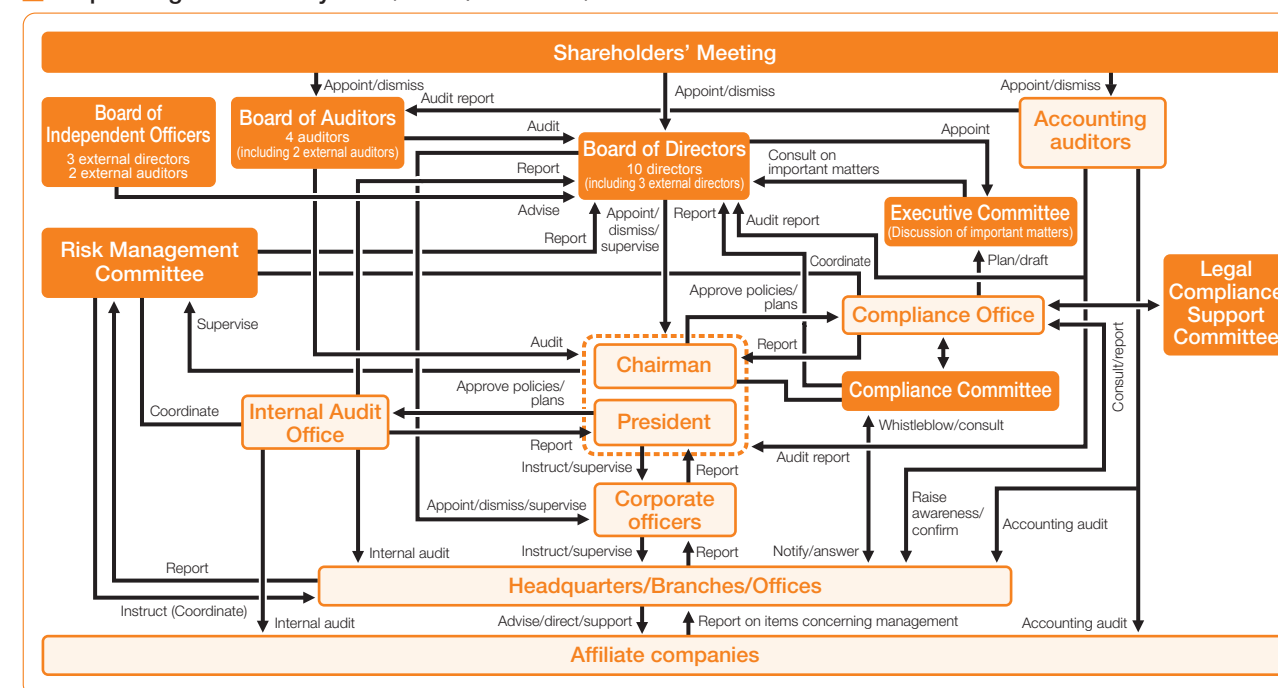 Shareholders' Meeting
Appoint/dismiss
Appoint/dismiss
Appoint/dismiss
Audit report
Board of
Independent Officers
3 external directors
2 external auditors
Board of Auditors
4 auditors
(including 2 external auditors)
Audit
Report
Advise
Board of Directors
10 directors
(including 3 external directors)
Appoint
Consult on
important matters
Accounting
auditors
Executive Committee
(Discussion of important matters)
Risk Management
Committee
Report
Appoint/
dismiss/
supervise
Report
Audit report
Coordinate
Plan/draft
Legal
Compliance
Support
Committee
Supervise
Approve policies/
plans
Compliance Office
Audit
Chairman
Report
Consult/report
Approve policies/
plans
Compliance Committee
Coordinate
Internal Audit
Office
President
Whistleblow/consult
Report
Audit report
Instruct/supervise
Report
Appoint/dismiss/supervise
Corporate
officers
Raise
awareness/
confirm
Accounting audit
Internal audit
Instruct/supervise
Report
Notify/answer
Report
Headquarters/Branches/Offices
Instruct (Coordinate)
Internal audit
Advise/direct/support
Report on items concerning management
Accounting audit
Affiliate companies